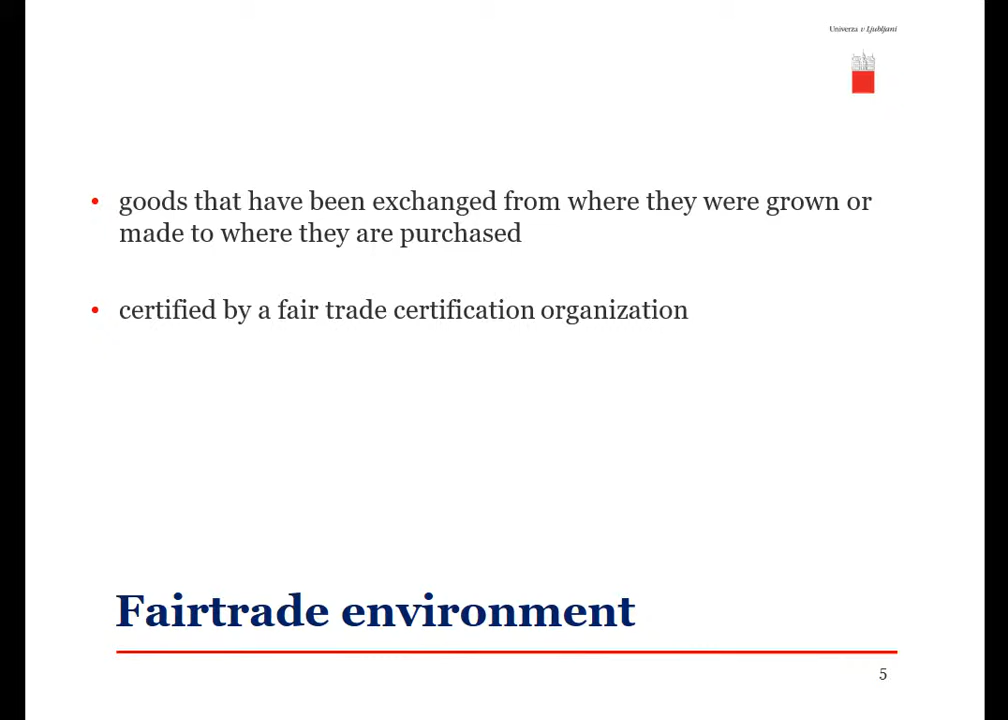 Univerza v Ljubljani
• goods that have been exchanged from where they were grown or
made to where they are purchased
• certified by a fair trade certification organization
Fairtrade environment
5